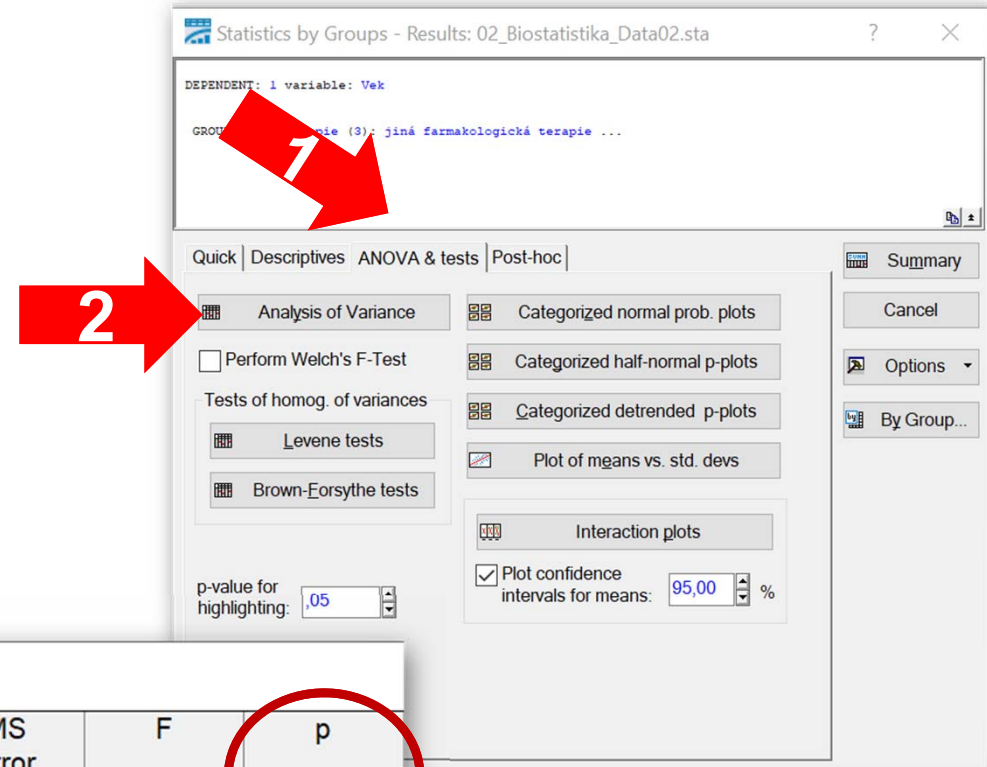 Statistics by Groups - Results: 02_Biostatistika_Data02.sta ? ×
DEPENDENT: 1 variable: Vek
GROU pie (3): jiná farmakologická terapie ...
1
Quick Descriptives ANOVA & tests Post-hoc
Summary
2
Analysis of Variance
Categorized normal prob. plots
Cancel
Perform Welch's F-Test
Categorized half-normal p-plots
Options
Tests of homog. of variances
Categorized detrended p-plots
By Group...
Levene tests
Plot of means vs. std. devs
Brown-Forsythe tests
Interaction plots
Plot confidence
intervals for means: 95,00 %
p-value for
highlighting: ,05
MS F p